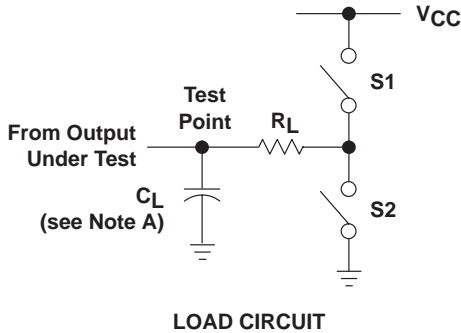 VCC
S1
Test
Point
RL
From Output
Under Test
CL
(see Note A)
S2
LOAD CIRCUIT